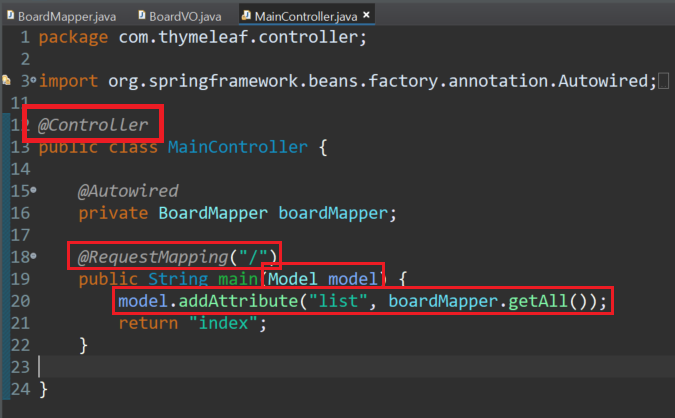 BoardMapper.java BoardVO.java MainController.java
1 package com.thymeleaf.controller;
2
3 import org.springframework.beans.factory.annotation.Autowired;
11
12 @Controller
13 public class MainController {
14
15 @Autowired
16 private BoardMapper boardMapper;
17
18 @RequestMapping("/")
19 public String main(Model model) {
20 model.addAttribute("list", boardMapper.getAll());
21 return "index";
22 }
23
24 }